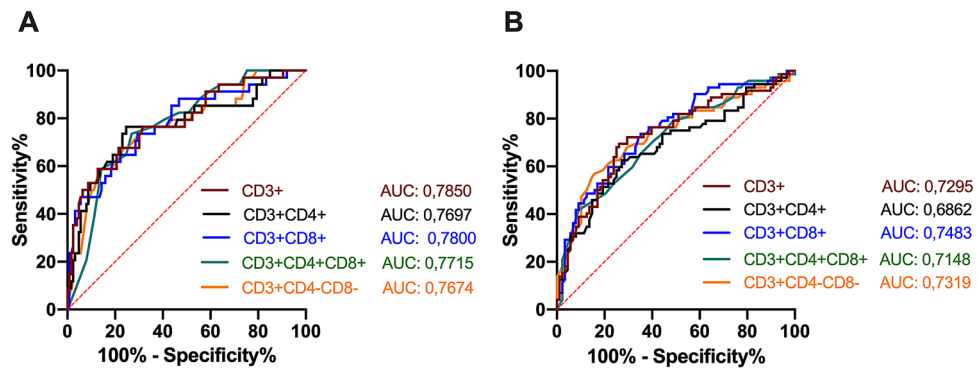 A
100
80
60
40
20
0
Sensitivity%
0 20 40 60 80 100
100% - Specificity%
CD3+ AUC: 0,7850
CD3+CD4+ AUC: 0,7697
CD3+CD8+ AUC: 0,7800
CD3+CD4+CD8+ AUC: 0,7715
CD3+CD4-CD8- AUC: 0,7674
B
100
80
60
40
20
0
Sensitivity%
0 20 40 60 80 100
100% - Specificity%
CD3+ AUC: 0,7295
CD3+CD4+ AUC: 0,6862
CD3+CD8+ AUC: 0,7483
CD3+CD4+CD8+ AUC: 0,7148
CD3+CD4-CD8- AUC: 0,7319